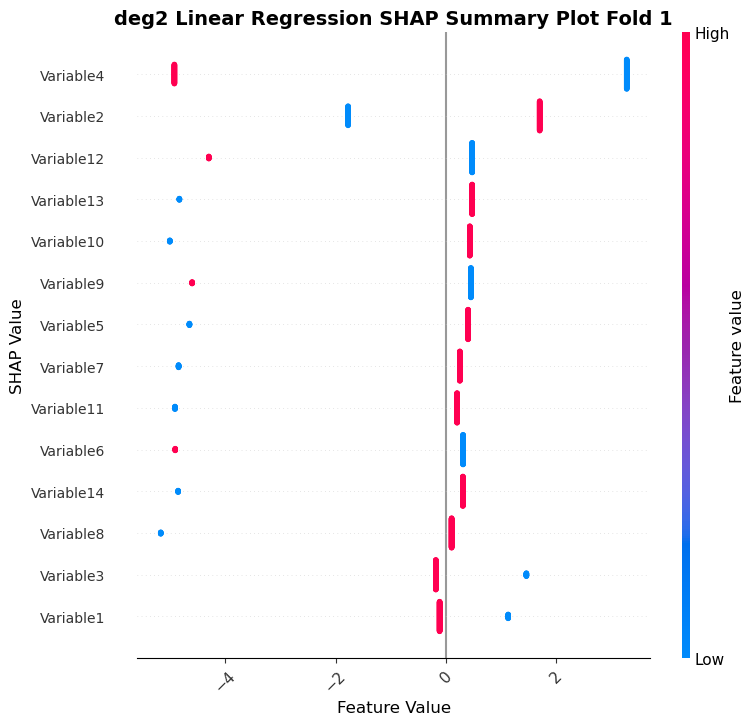 deg2 Linear Regression SHAP Summary Plot Fold 1
High
Variable4
Variable2
Variable12
Variable13
Variable10
Variable9
Variable5
Variable7
Variable11
Variable6
Variable14
Variable8
Variable3
Variable1
SHAP Value
Feature value
Low
−4
−2
0
2
Feature Value